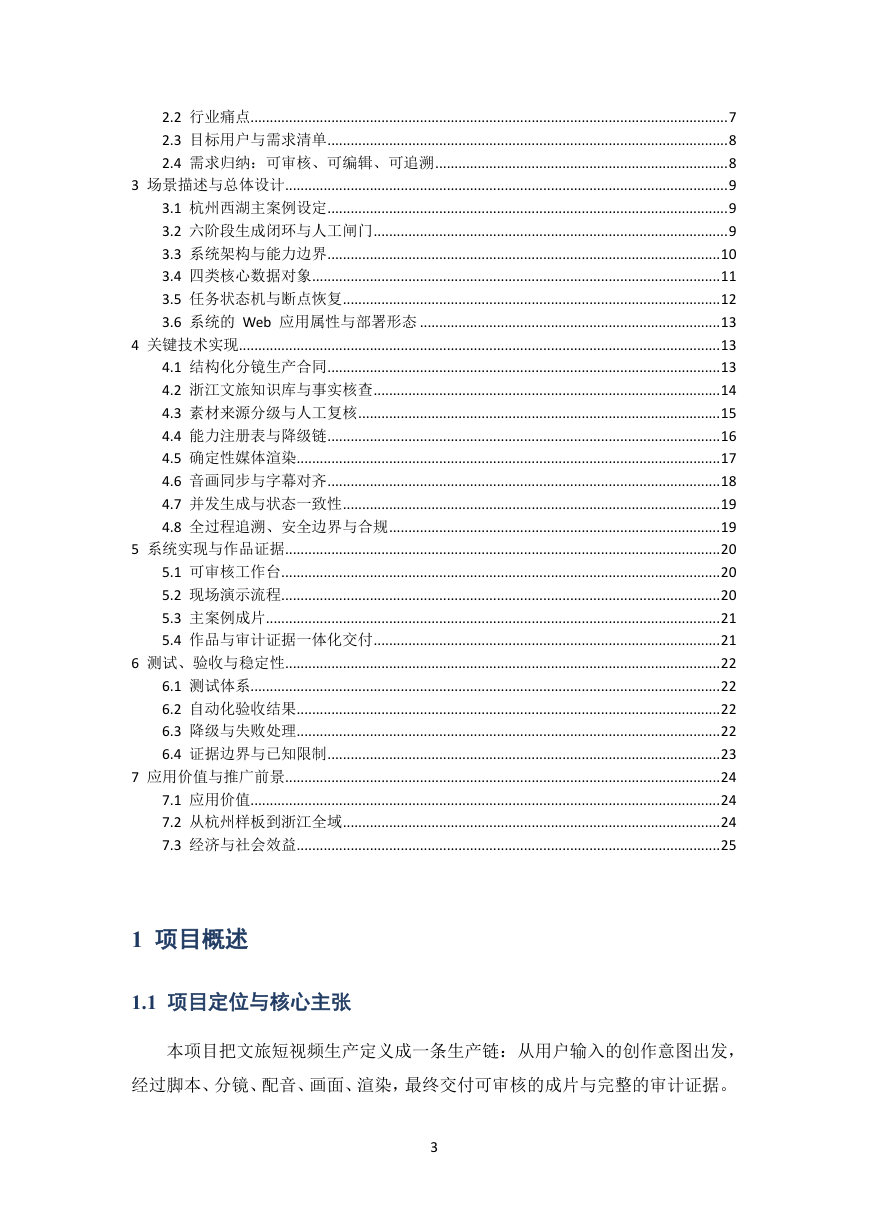 2.2 行业痛点........................................7
2.3 目标用户与需求清单........................................8
2.4 需求归纳：可审核、可编辑、可追溯........................................8
3 场景描述与总体设计........................................9
3.1 杭州西湖主案例设定........................................9
3.2 六阶段生成闭环与人工闸门........................................9
3.3 系统架构与能力边界........................................10
3.4 四类核心数据对象........................................11
3.5 任务状态机与断点恢复........................................12
3.6 系统的 Web 应用属性与部署形态........................................13
4 关键技术实现........................................13
4.1 结构化分镜生产合同........................................13
4.2 浙江文旅知识库与事实核查........................................14
4.3 素材来源分级与人工复核........................................15
4.4 能力注册表与降级链........................................16
4.5 确定性媒体渲染........................................17
4.6 音画同步与字幕对齐........................................18
4.7 并发生成与状态一致性........................................19
4.8 全过程追溯、安全边界与合规........................................19
5 系统实现与作品证据........................................20
5.1 可审核工作台........................................20
5.2 现场演示流程........................................20
5.3 主案例成片........................................21
5.4 作品与审计证据一体化交付........................................21
6 测试、验收与稳定性........................................22
6.1 测试体系........................................22
6.2 自动化验收结果........................................22
6.3 降级与失败处理........................................22
6.4 证据边界与已知限制........................................23
7 应用价值与推广前景........................................24
7.1 应用价值........................................24
7.2 从杭州样板到浙江全域........................................24
7.3 经济与社会效益........................................25
1 项目概述
1.1 项目定位与核心主张
本项目把文旅短视频生产定义成一条生产链：从用户输入的创作意图出发，
经过脚本、分镜、配音、画面、渲染，最终交付可审核的成片与完整的审计证据。
3